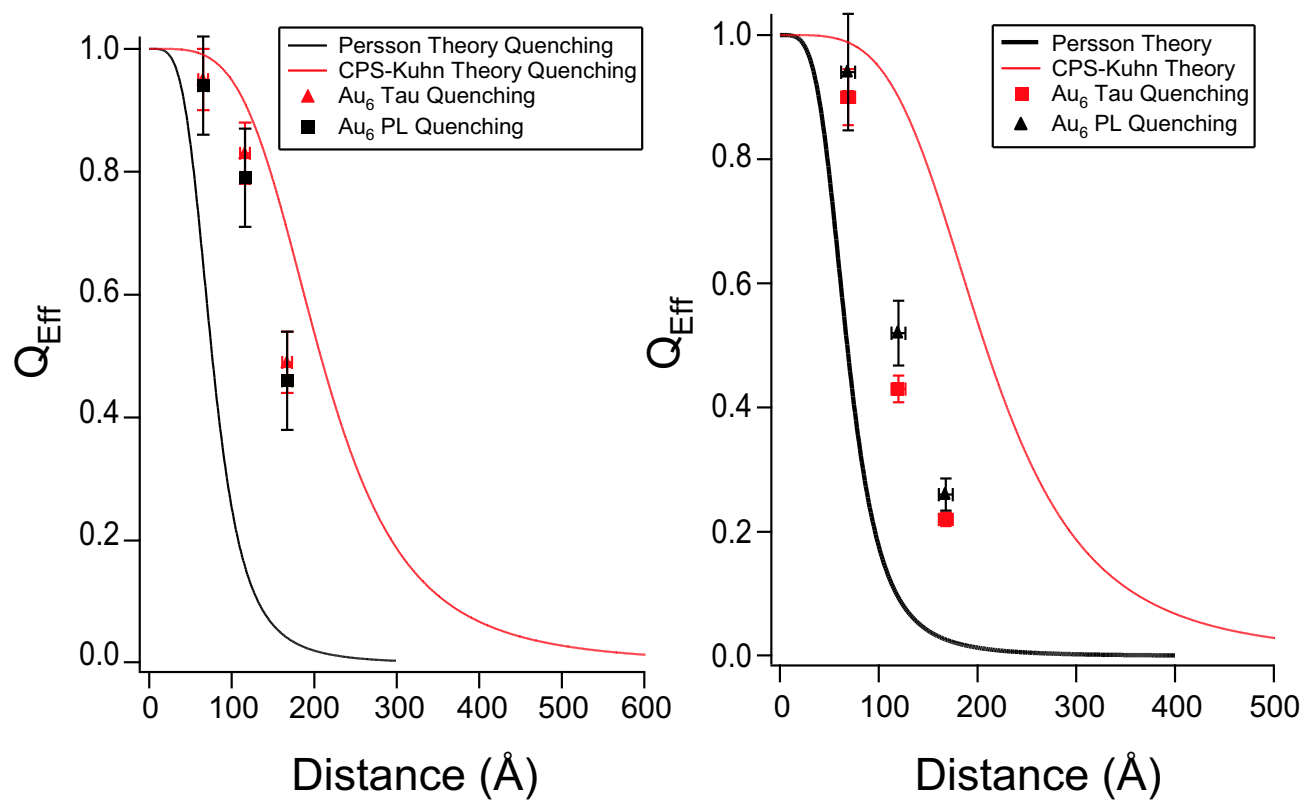 Persson Theory Quenching
CPS-Kuhn Theory Quenching
Au6 Tau Quenching
Au6 PL Quenching
1.0
0.8
0.6
0.4
0.2
0.0
QEff
0 100 200 300 400 500 600
Distance (Å)
Persson Theory
CPS-Kuhn Theory
Au6 Tau Quenching
Au6 PL Quenching
1.0
0.8
0.6
0.4
0.2
0.0
QEff
0 100 200 300 400 500
Distance (Å)